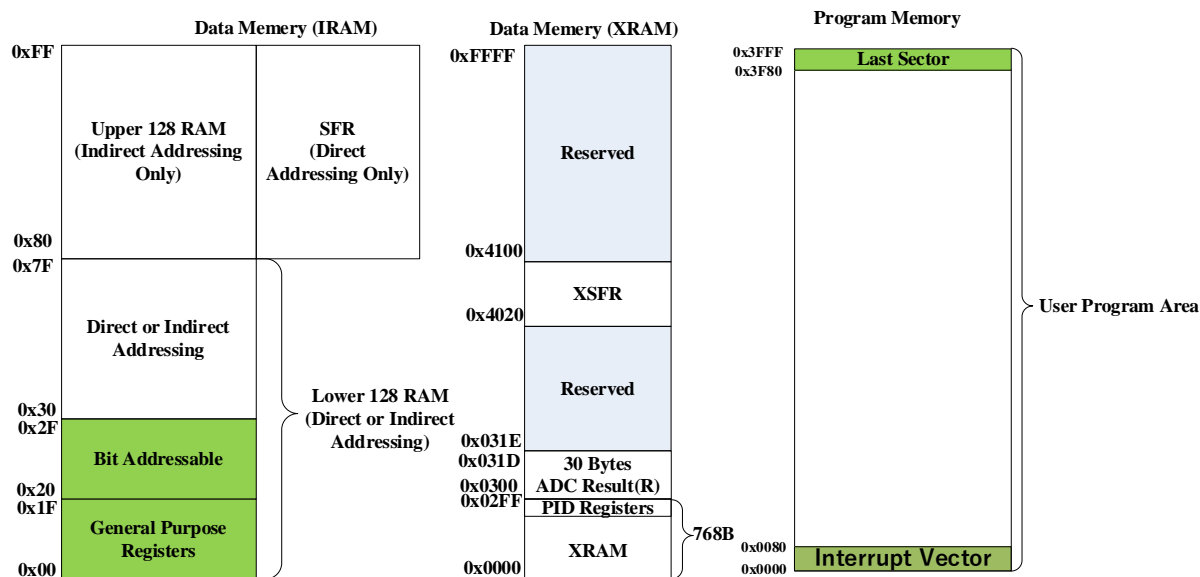 Data Memery (IRAM)
0xFF
Upper 128 RAM
(Indirect Addressing
Only)
SFR
(Direct
Addressing Only)
0x80
0x7F
Direct or Indirect
Addressing
0x30
0x2F
Bit Addressable
0x20
0x1F
General Purpose
Registers
0x00
Lower 128 RAM
(Direct or Indirect
Addressing)
Data Memery (XRAM)
0xFFFF
Reserved
0x4100
XSFR
0x4020
Reserved
0x031E
0x031D
30 Bytes
ADC Result(R)
0x0300
0x02FF
PID Registers
XRAM
0x0000
768B
Program Memory
0x3FFF
Last Sector
0x3F80
User Program Area
0x0080
Interrupt Vector
0x0000